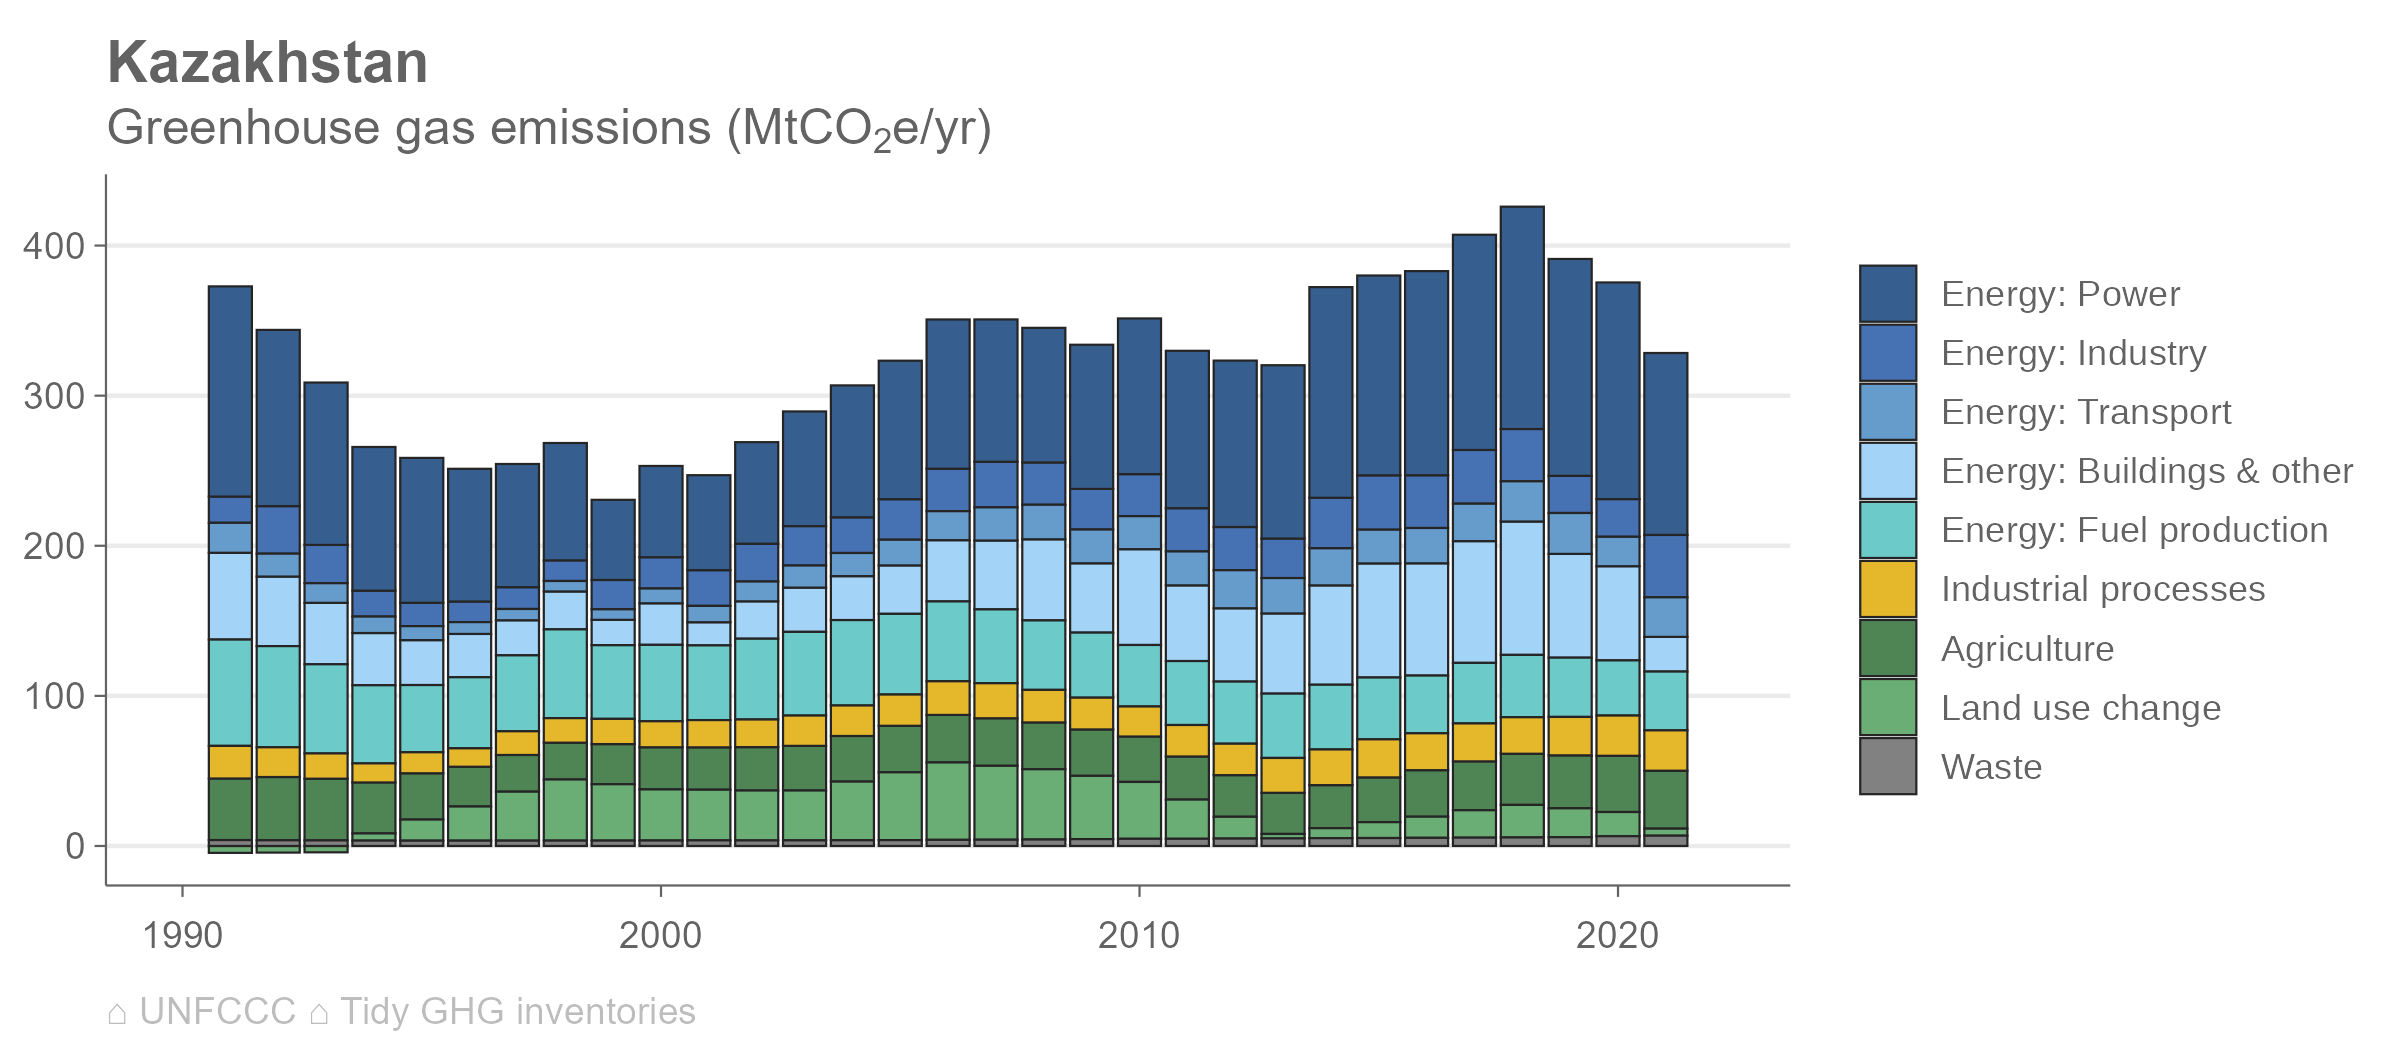 Kazakhstan
Greenhouse gas emissions (MtCO₂e/yr)
400
300
200
100
0
1990 2000 2010 2020
Energy: Power
Energy: Industry
Energy: Transport
Energy: Buildings & other
Energy: Fuel production
Industrial processes
Agriculture
Land use change
Waste
⌂ UNFCCC ⌂ Tidy GHG inventories